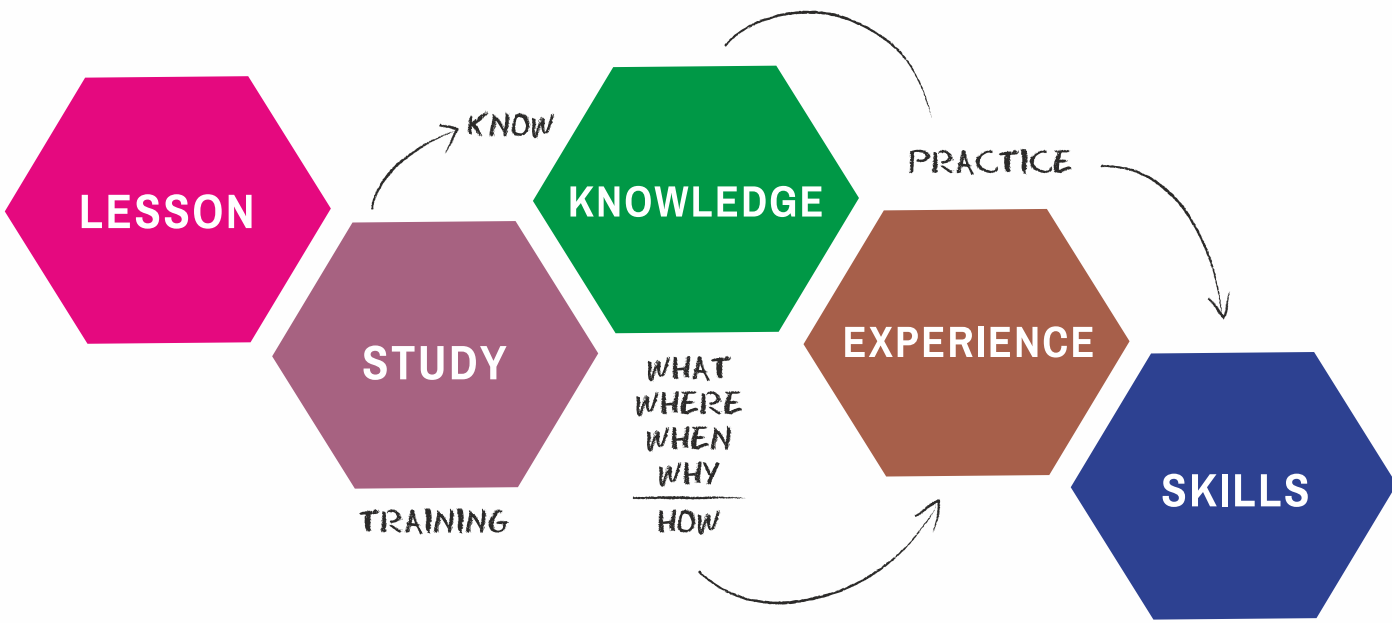 LESSON
STUDY
TRAINING
KNOW
KNOWLEDGE
WHAT
WHERE
WHEN
WHY
HOW
EXPERIENCE
PRACTICE
SKILLS